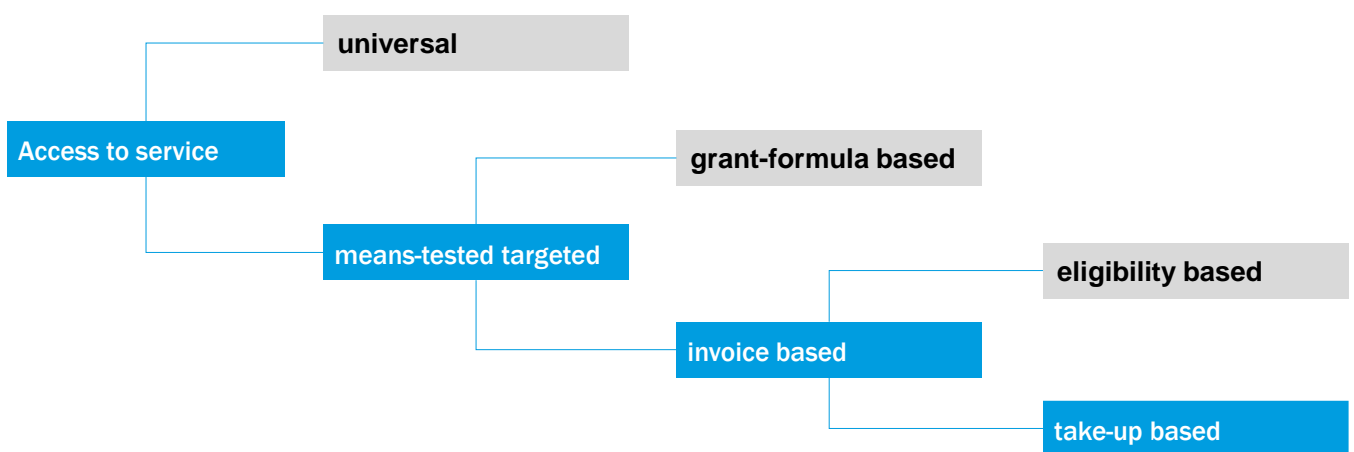 universal
Access to service
grant-formula based
means-tested targeted
eligibility based
invoice based
take-up based